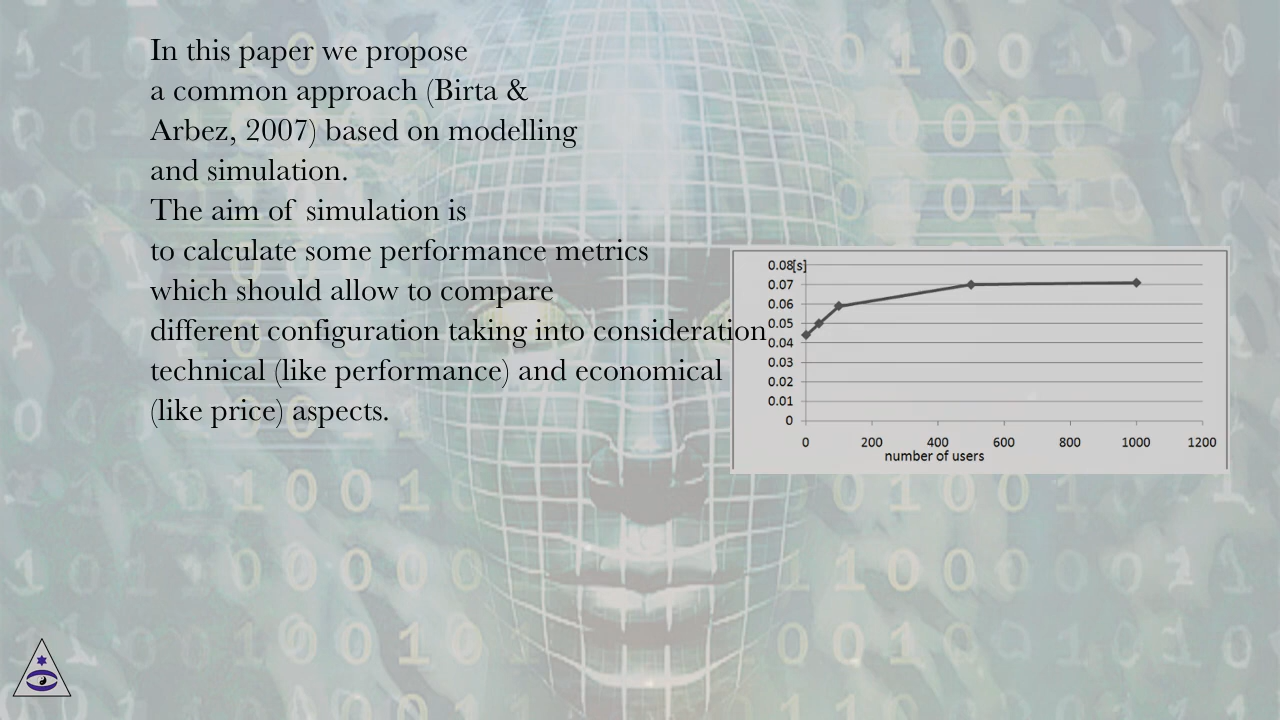 In this paper we propose
a common approach (Birta &
Arbez, 2007) based on modelling
and simulation.
The aim of simulation is
to calculate some performance metrics
which should allow to compare
different configuration taking into consideration
technical (like performance) and economical
(like price) aspects.
0.08[s]
0.07
0.06
0.05
0.04
0.03
0.02
0.01
0
0 200 400 600 800 1000 1200
number of users